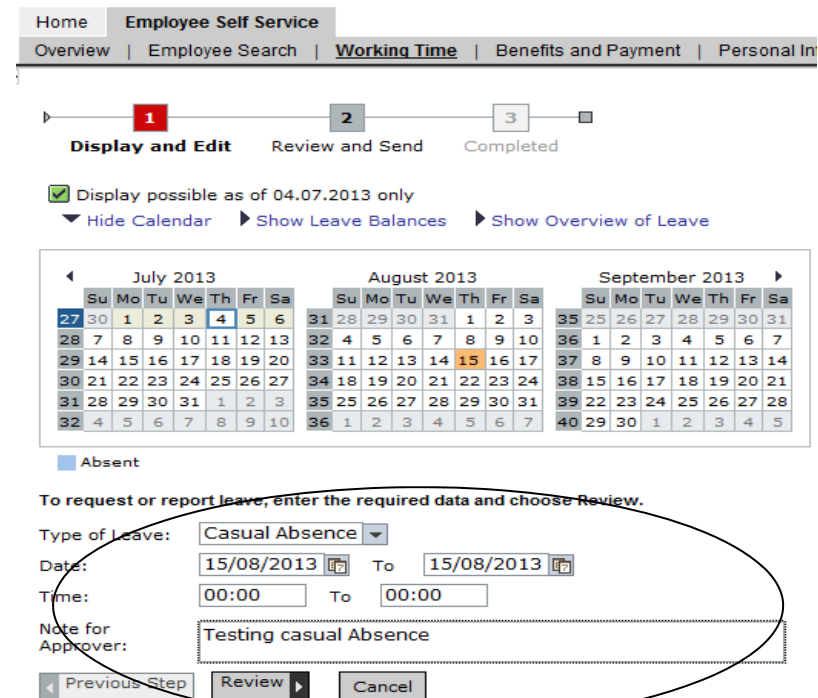 Home Employee Self Service
Overview | Employee Search | Working Time | Benefits and Payment | Personal In
1 2 3
Display and Edit Review and Send Completed
Display possible as of 04.07.2013 only
Hide Calendar Show Leave Balances Show Overview of Leave
July 2013 August 2013 September 2013
Su Mo Tu We Th Fr Sa Su Mo Tu We Th Fr Sa Su Mo Tu We Th Fr Sa
27 30 1 2 3 4 5 6 31 28 29 30 31 1 2 3 35 25 26 27 28 29 30 31
28 7 8 9 10 11 12 13 32 4 5 6 7 8 9 10 36 1 2 3 4 5 6 7
29 14 15 16 17 18 19 20 33 11 12 13 14 15 16 17 37 8 9 10 11 12 13 14
30 21 22 23 24 25 26 27 34 18 19 20 21 22 23 24 38 15 16 17 18 19 20 21
31 28 29 30 31 1 2 3 35 25 26 27 28 29 30 31 39 22 23 24 25 26 27 28
32 4 5 6 7 8 9 10 36 1 2 3 4 5 6 7 40 29 30 1 2 3 4 5
Absent
To request or report leave, enter the required data and choose Review.
Type of Leave: Casual Absence
Date: 15/08/2013 To 15/08/2013
Time: 00:00 To 00:00
Note for
Approver: Testing casual Absence
Previous Step Review Cancel